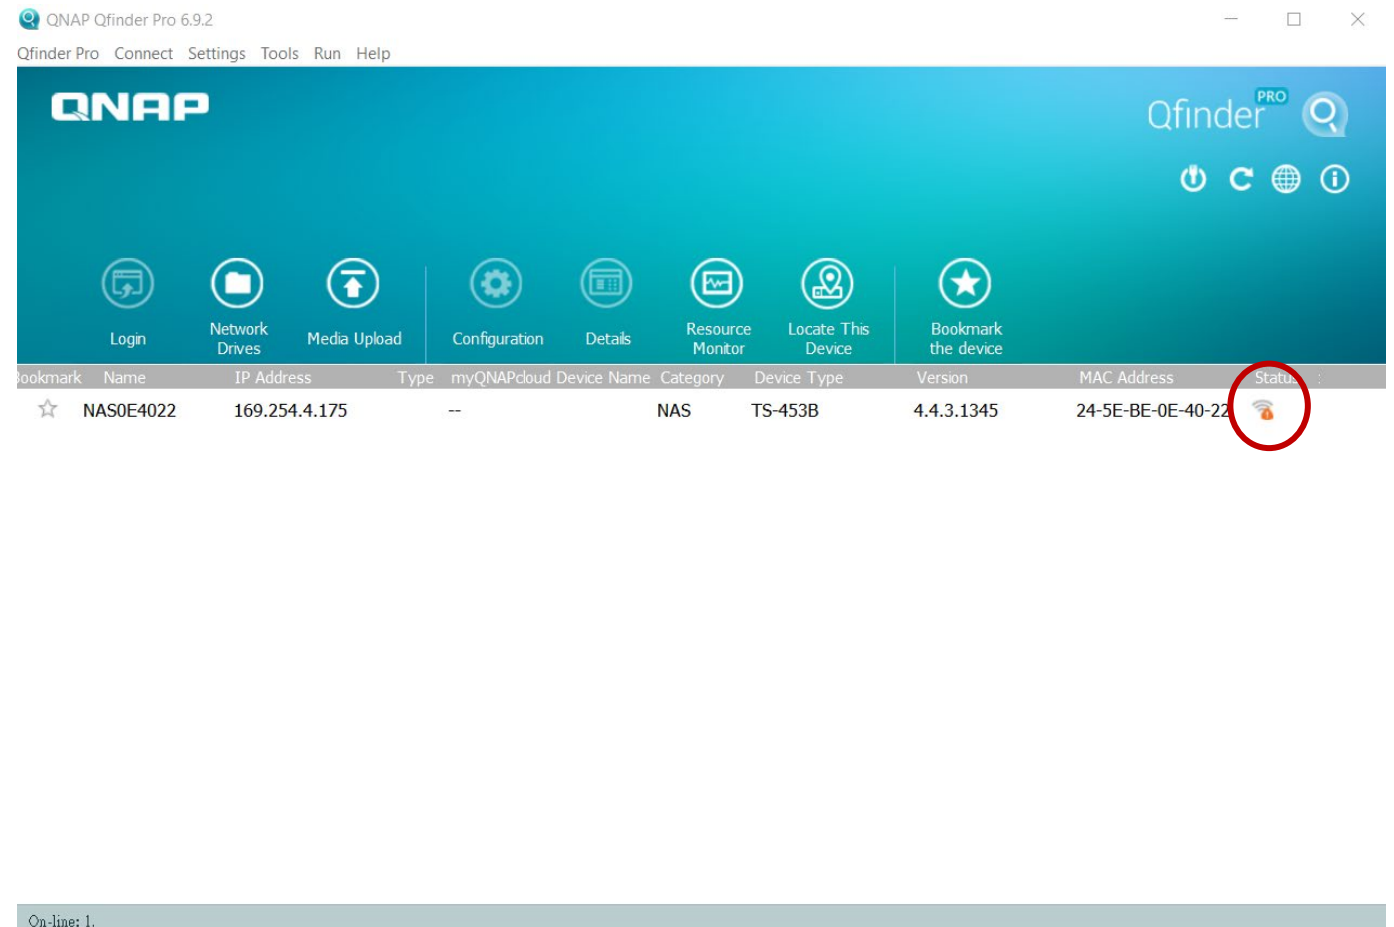 QNAP Qfinder Pro 6.9.2
Qfinder Pro Connect Settings Tools Run Help
QNAP
Qfinder PRO
Login
Network Drives
Media Upload
Configuration
Details
Resource Monitor
Locate This Device
Bookmark the device
Bookmark Name IP Address Type myQNAPcloud Device Name Category Device Type Version MAC Address Status
NAS0E4022 169.254.4.175 -- NAS TS-453B 4.4.3.1345 24-5E-BE-0E-40-22
On-line: 1.